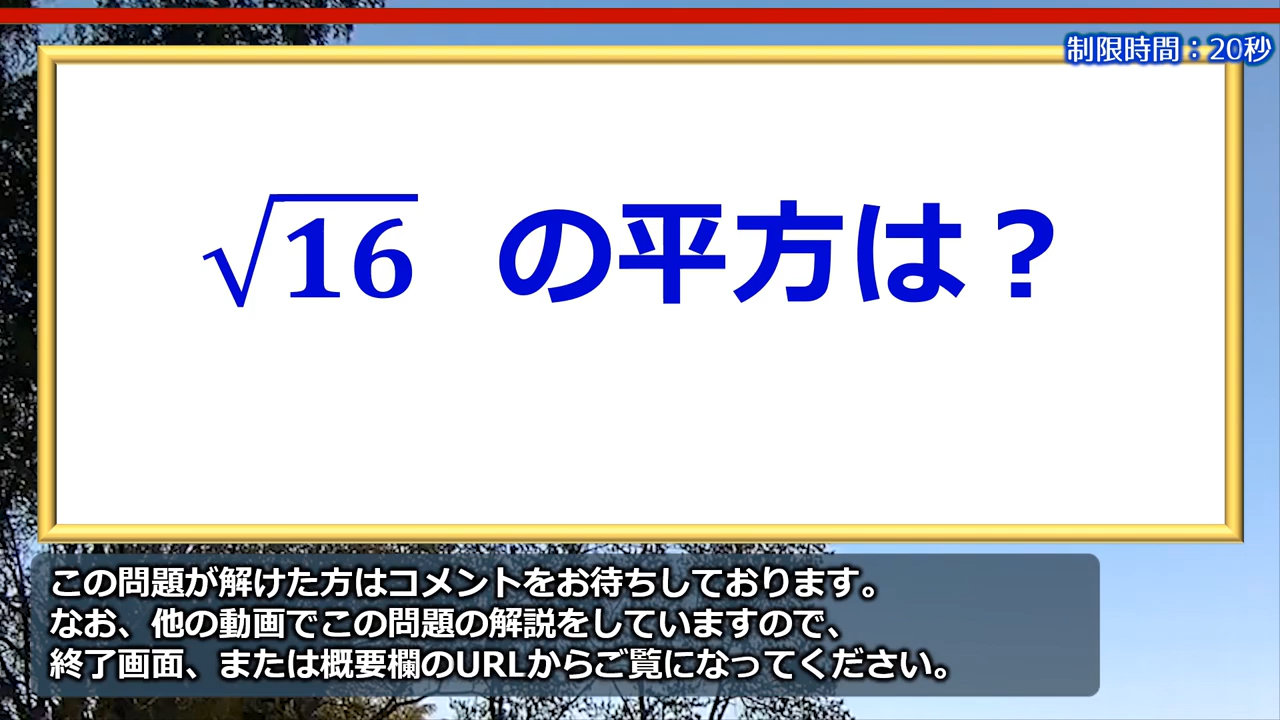 制限時間：20秒
√16 の平方は？
この問題が解けた方はコメントをお待ちしております。
なお、他の動画でこの問題の解説をしていますので、
終了画面、または概要欄のURLからご覧になってください。